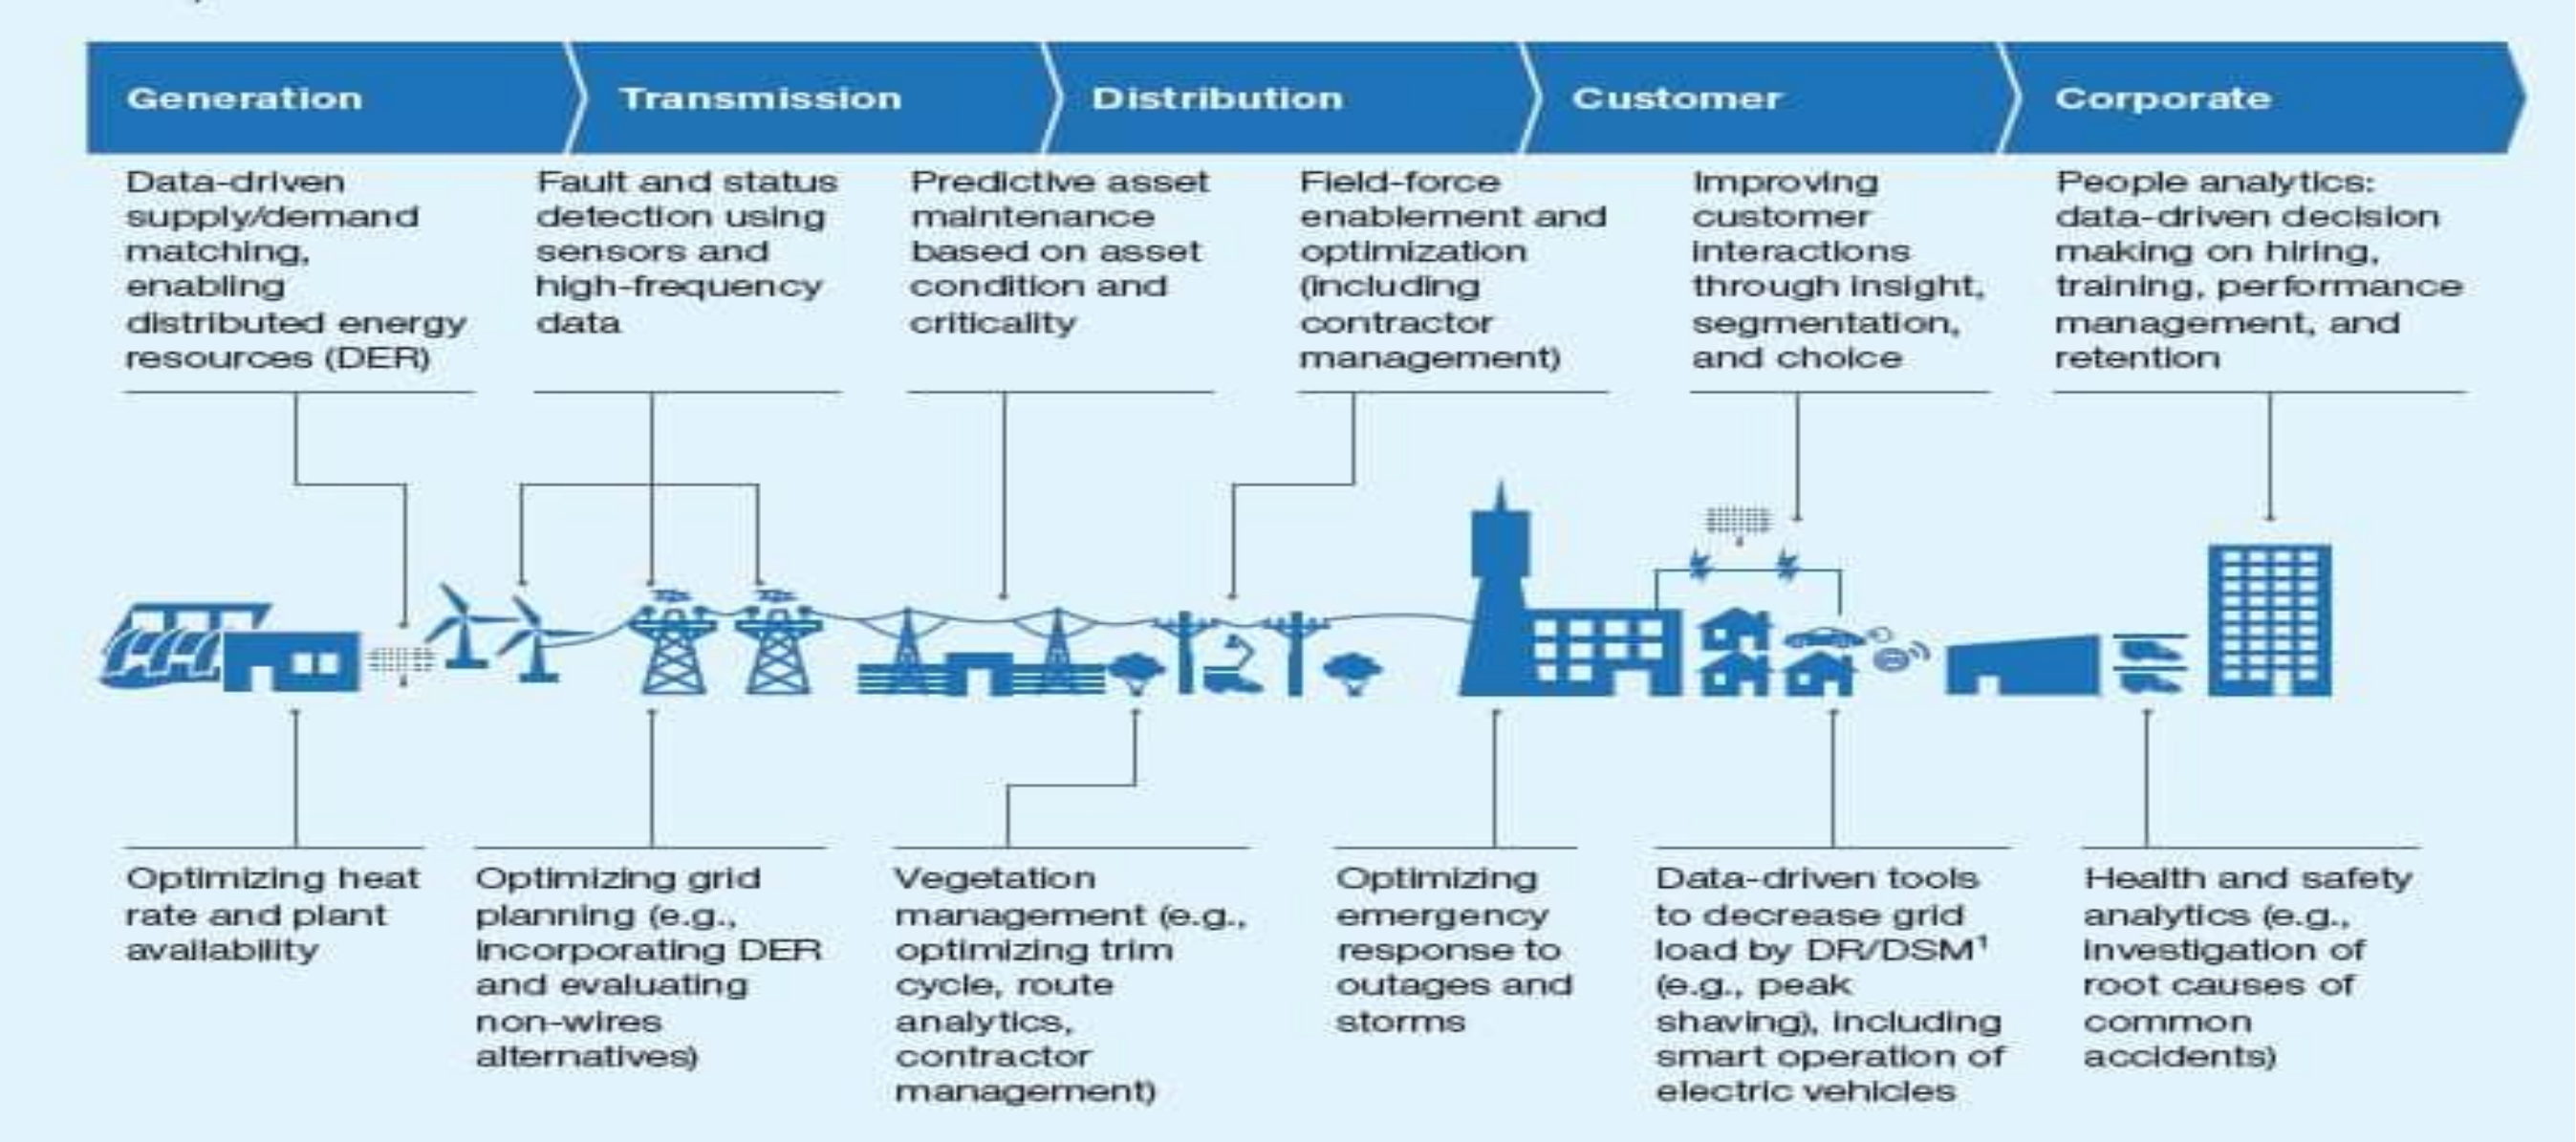 Generation
Transmission
Distribution
Customer
Corporate
Data-driven
supply/demand
matching,
enabling
distributed energy
resources (DER)
Fault and status
detection using
sensors and
high-frequency
data
Predictive asset
maintenance
based on asset
condition and
criticality
Field-force
enablement and
optimization
(including
contractor
management)
Improving
customer
interactions
through insight,
segmentation,
and choice
People analytics:
data-driven decision
making on hiring,
training, performance
management, and
retention
Optimizing heat
rate and plant
availability
Optimizing grid
planning (e.g.,
incorporating DER
and evaluating
non-wires
alternatives)
Vegetation
management (e.g.,
optimizing trim
cycle, route
analytics,
contractor
management)
Optimizing
emergency
response to
outages and
storms
Data-driven tools
to decrease grid
load by DR/DSM¹
(e.g., peak
shaving), including
smart operation of
electric vehicles
Health and safety
analytics (e.g.,
investigation of
root causes of
common
accidents)